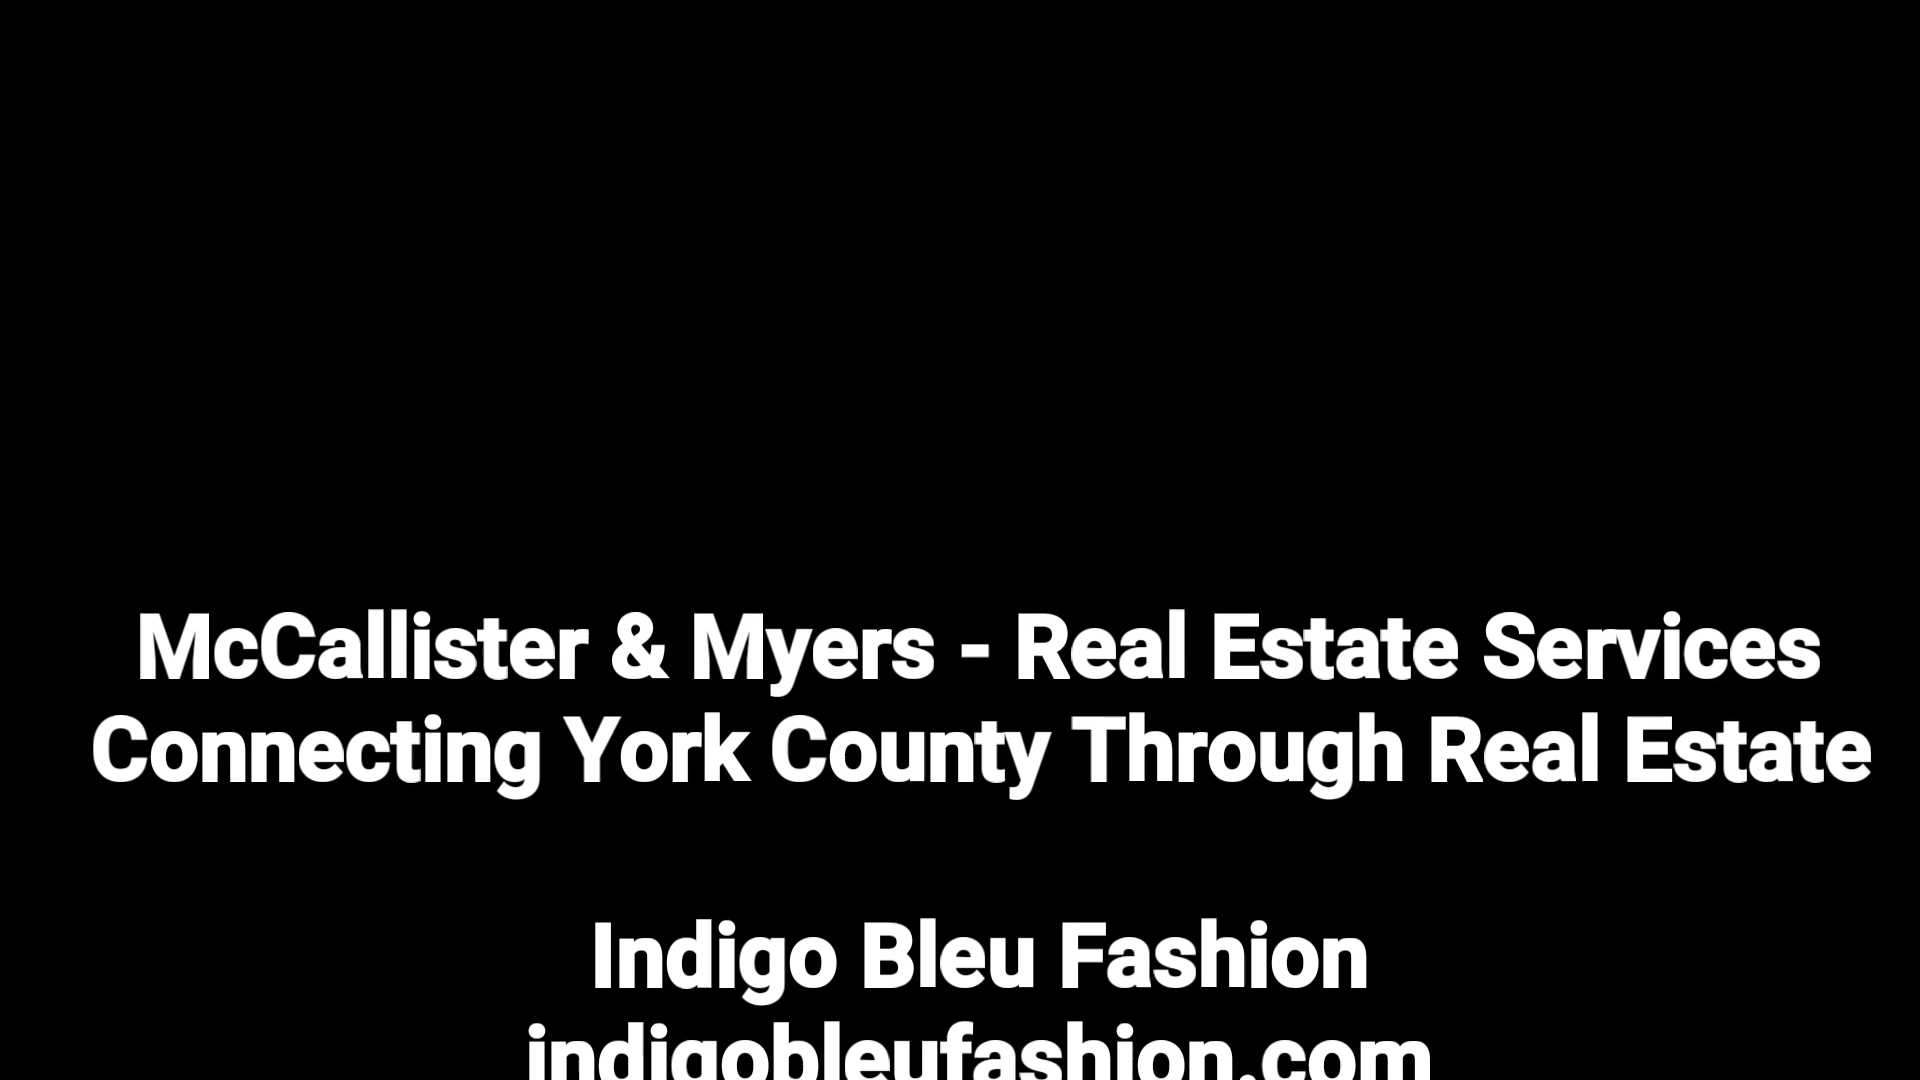 McCallister & Myers - Real Estate Services
Connecting York County Through Real Estate
Indigo Bleu Fashion
indigobleufashion.com